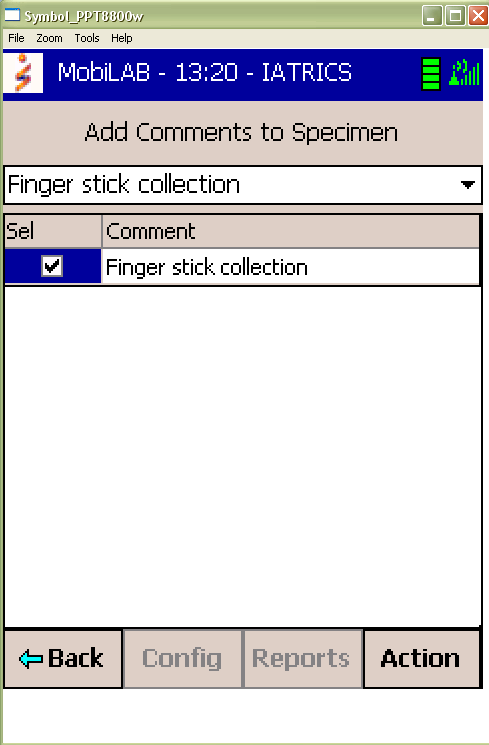 Symbol_PPT8800w
File Zoom Tools Help
MobiLAB - 13:20 - IATRICS
Add Comments to Specimen
Finger stick collection
Sel Comment
Finger stick collection
Back Config Reports Action